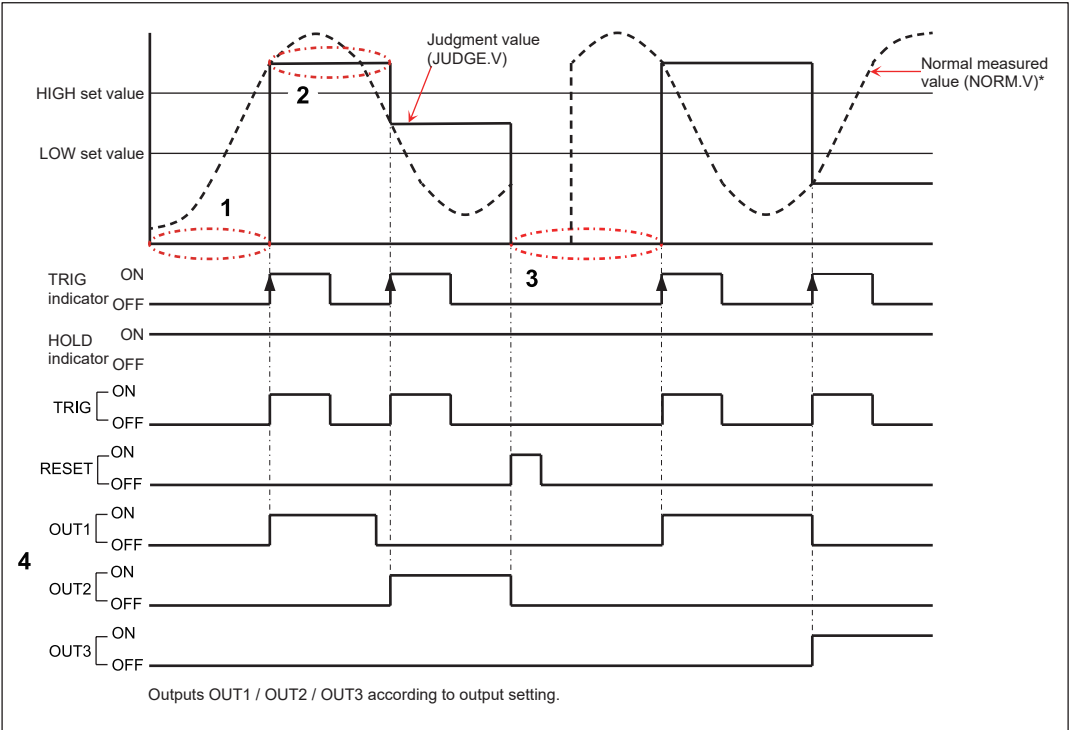 Judgment value
(JUDGE.V)
Normal measured
value (NORM.V)*
HIGH set value
2
LOW set value
1
3
TRIG
indicator
ON
OFF
HOLD
indicator
ON
OFF
TRIG
ON
OFF
RESET
ON
OFF
OUT1
ON
OFF
4
OUT2
ON
OFF
OUT3
ON
OFF
Outputs OUT1 / OUT2 / OUT3 according to output setting.